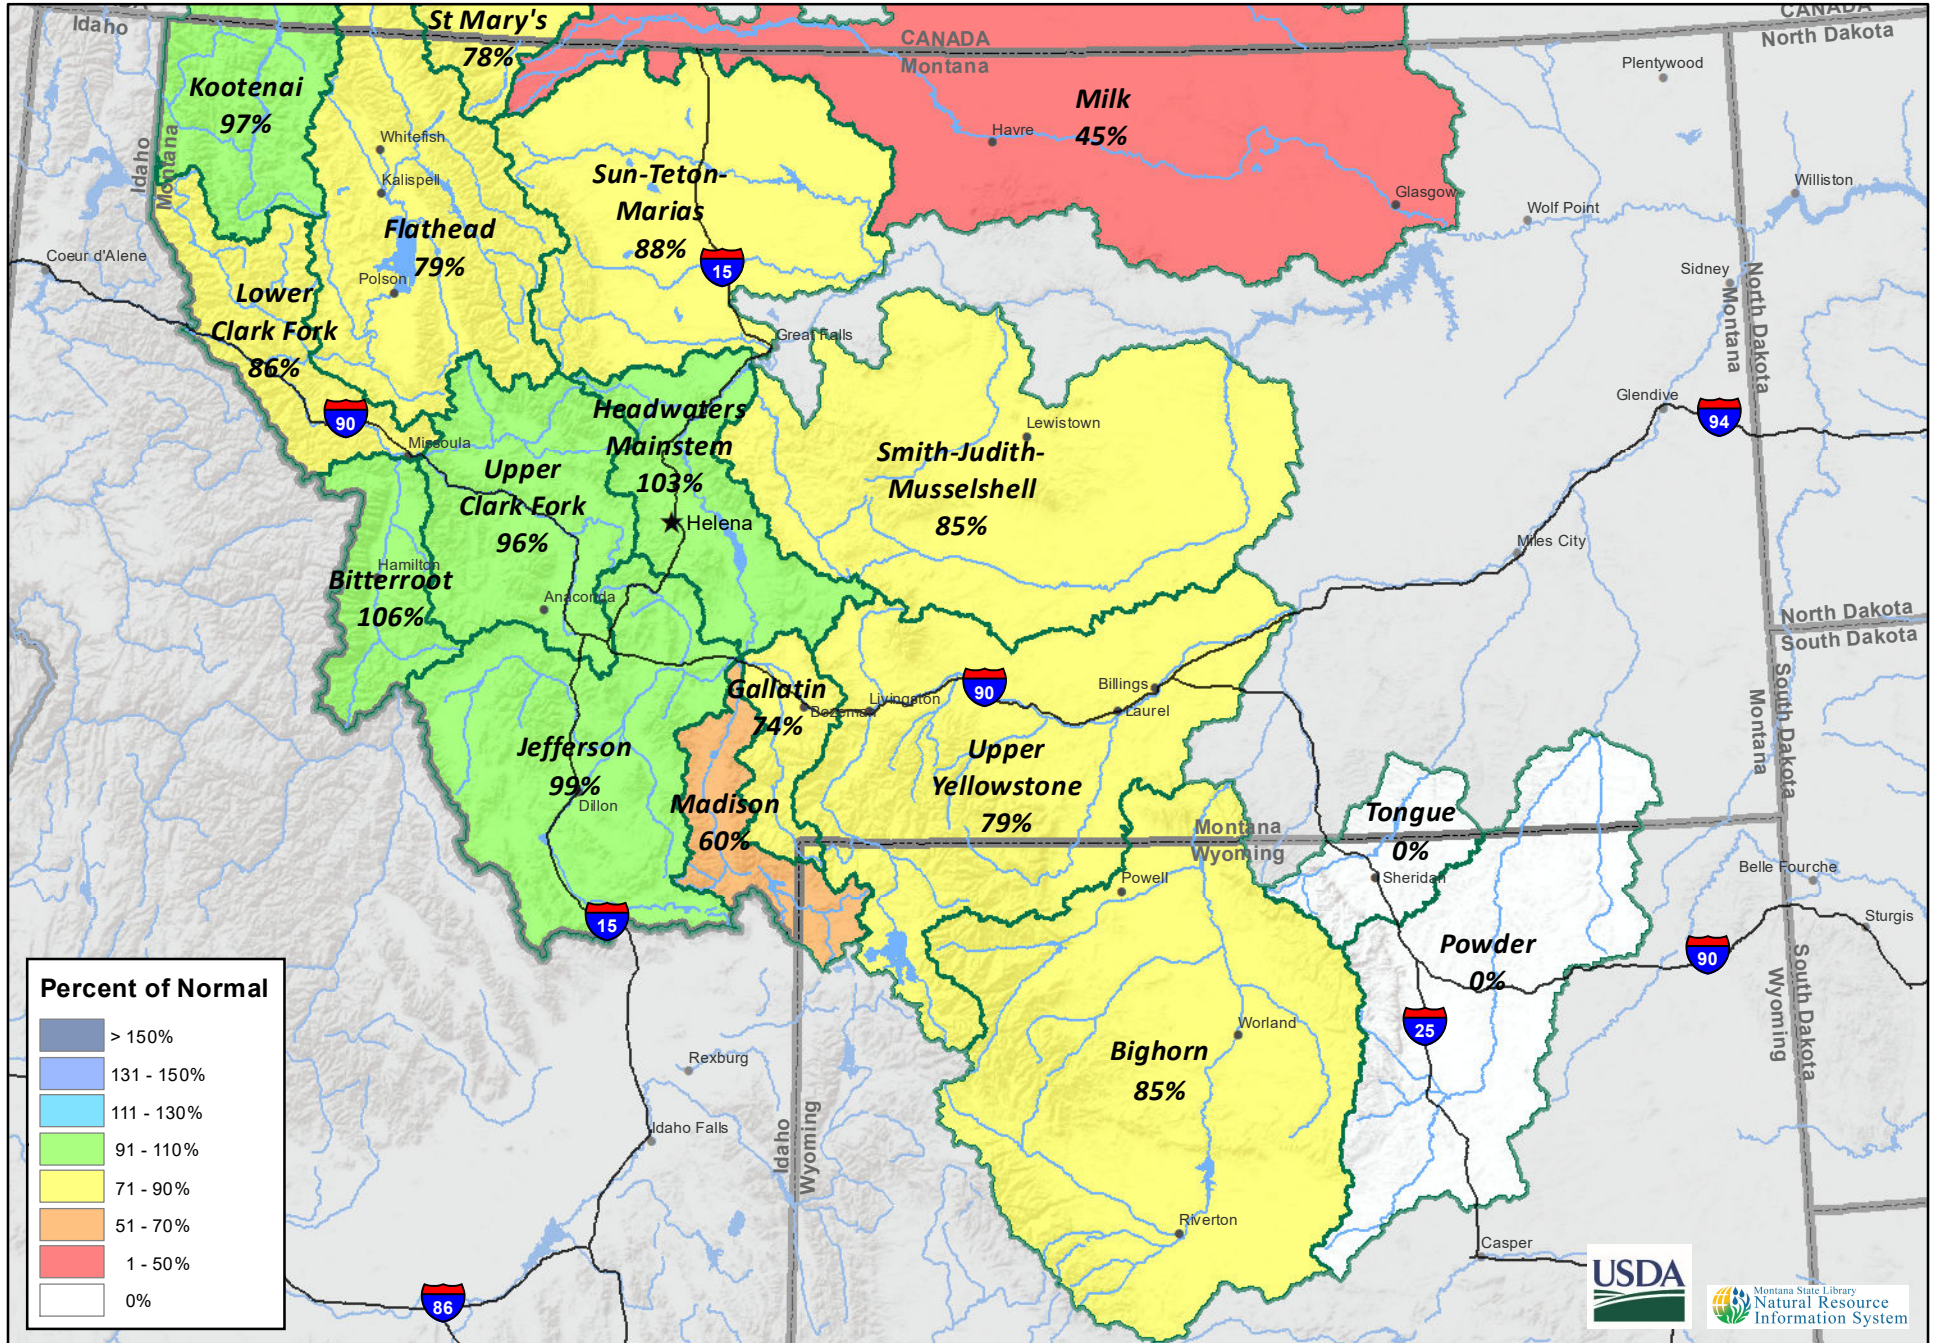 CANADA
Idaho
St Mary's
78%
CANADA
Montana
CANADA
North Dakota
Kootenai
97%
Idaho
Montana
Whitefish
Kalispell
Flathead
79%
Polson
Sun-Teton-
Marias
88%
15
Milk
45%
Havre
Glasgow
Plentywood
Williston
Wolf Point
Sidney
Montana
North Dakota
Glendive
94
Coeur d'Alene
Lower
Clark Fork
86%
90
Missoula
Great Falls
Headwaters
Mainstem
103%
Helena
Upper
Clark Fork
96%
Lewistown
Smith-Judith-
Musselshell
85%
Miles City
Hamilton
Bitterroot
106%
Anaconda
North Dakota
South Dakota
Gallatin
74%
Bozeman
Livingston
90
Billings
Laurel
Montana
South Dakota
Jefferson
99%
Dillon
Madison
60%
Upper
Yellowstone
79%
Montana
Wyoming
Tongue
0%
Sheridan
Powell
Belle Fourche
Sturgis
15
Powder
0%
90
25
Wyoming
South Dakota
Worland
Bighorn
85%
Rexburg
Idaho Falls
Idaho
Wyoming
Riverton
Casper
86
Percent of Normal
> 150%
131 - 150%
111 - 130%
91 - 110%
71 - 90%
51 - 70%
1 - 50%
0%
USDA
Montana State Library
Natural Resource
Information System